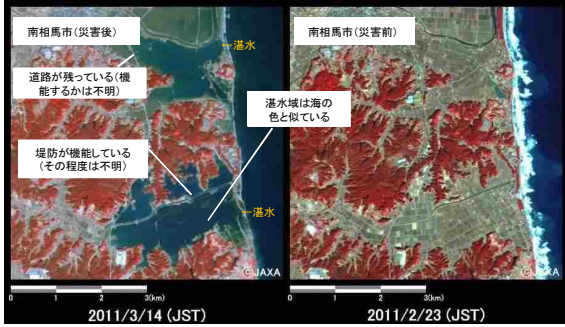 南相馬市（災害後）
←湛水
道路が残っている（機
能するかは不明）
湛水域は海の
色と似ている
堤防が機能している
（その程度は不明）
←湛水
©JAXA
0 1 2 3(km)
2011/3/14 (JST)
南相馬市（災害前）
©JAXA
0 1 2 3(km)
2011/2/23 (JST)